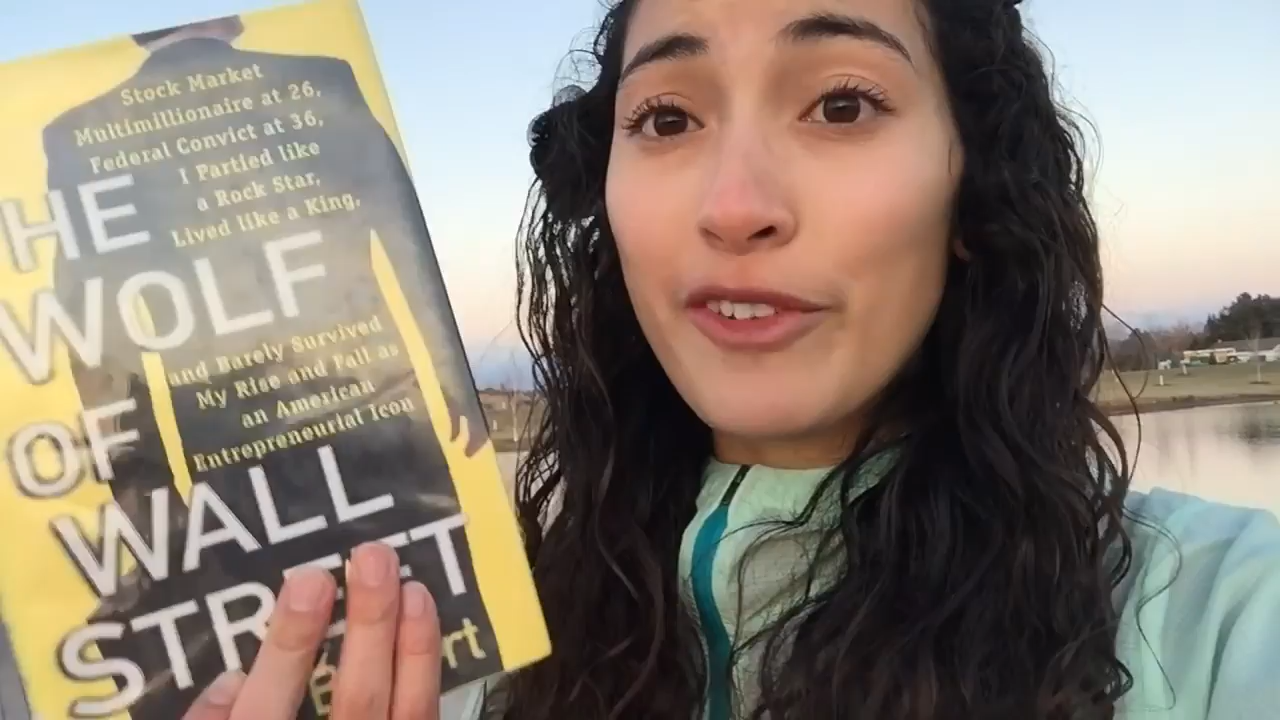 Stock Market
Multimillionaire at 26,
Federal Convict at 36,
I Partied like
a Rock Star,
Lived like a King,
HE
WOLF
OF
and Barely Survived
My Rise and Fall as
an American
Entrepreneurial Icon
WALL